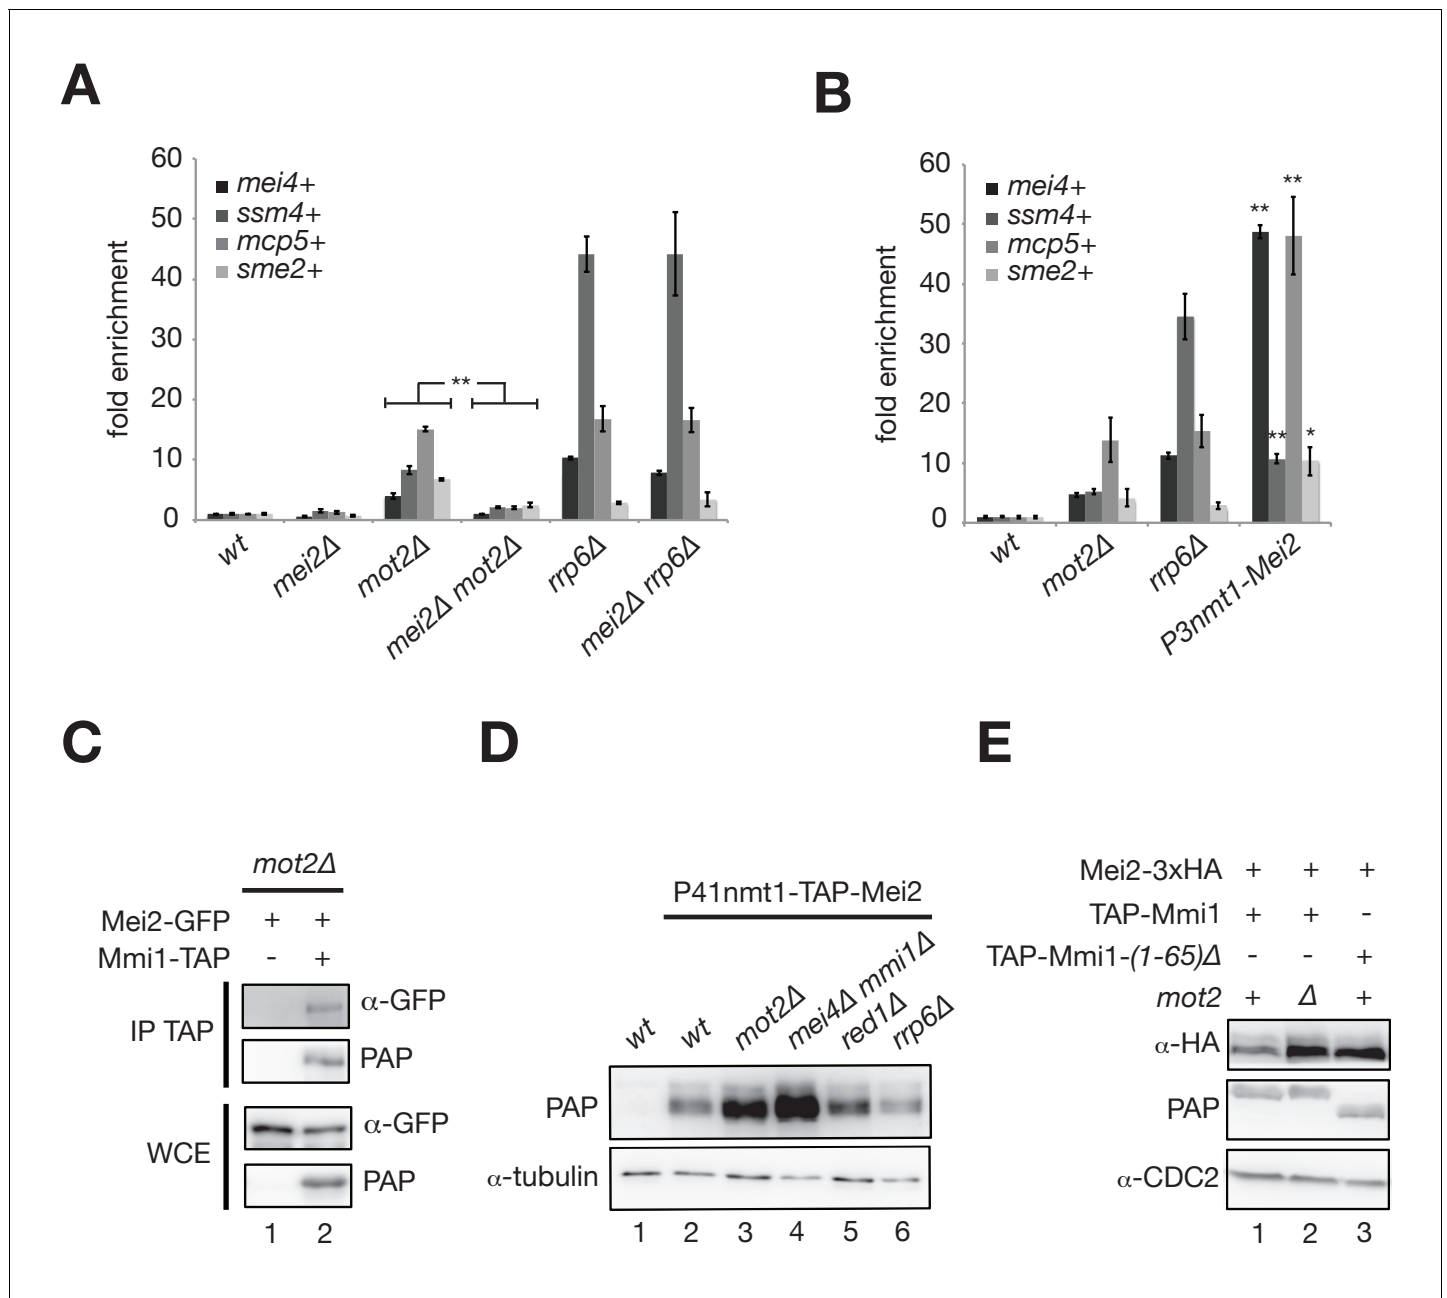 A
60
50
40
30
20
10
0
fold enrichment
mei4+
ssm4+
mcp5+
sme2+
**
wt
mei2Δ
mot2Δ
mei2Δ mot2Δ
rrp6Δ
mei2Δ rrp6Δ
B
60
50
40
30
20
10
0
fold enrichment
mei4+
ssm4+
mcp5+
sme2+
**
**
**
*
wt
mot2Δ
rrp6Δ
P3nmt1-Mei2
C
mot2Δ
Mei2-GFP + +
Mmi1-TAP - +
IP TAP
α-GFP
PAP
WCE
α-GFP
PAP
1 2
D
P41nmt1-TAP-Mei2
wt wt mot2Δ mei4Δ mmi1Δ red1Δ rrp6Δ
PAP
α-tubulin
1 2 3 4 5 6
E
Mei2-3xHA + + +
TAP-Mmi1 + + -
TAP-Mmi1-(1-65)Δ - - +
mot2 + Δ +
α-HA
PAP
α-CDC2
1 2 3